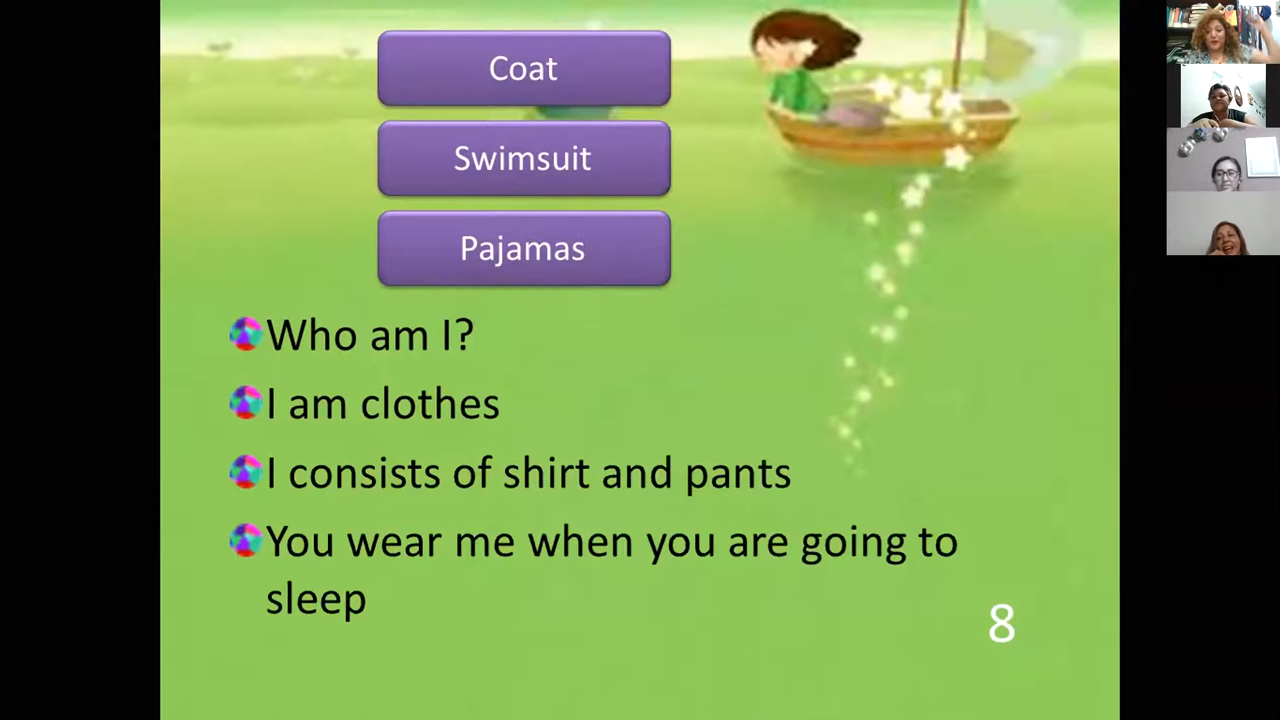 Coat
Swimsuit
Pajamas
Who am I?
I am clothes
I consists of shirt and pants
You wear me when you are going to
sleep
8